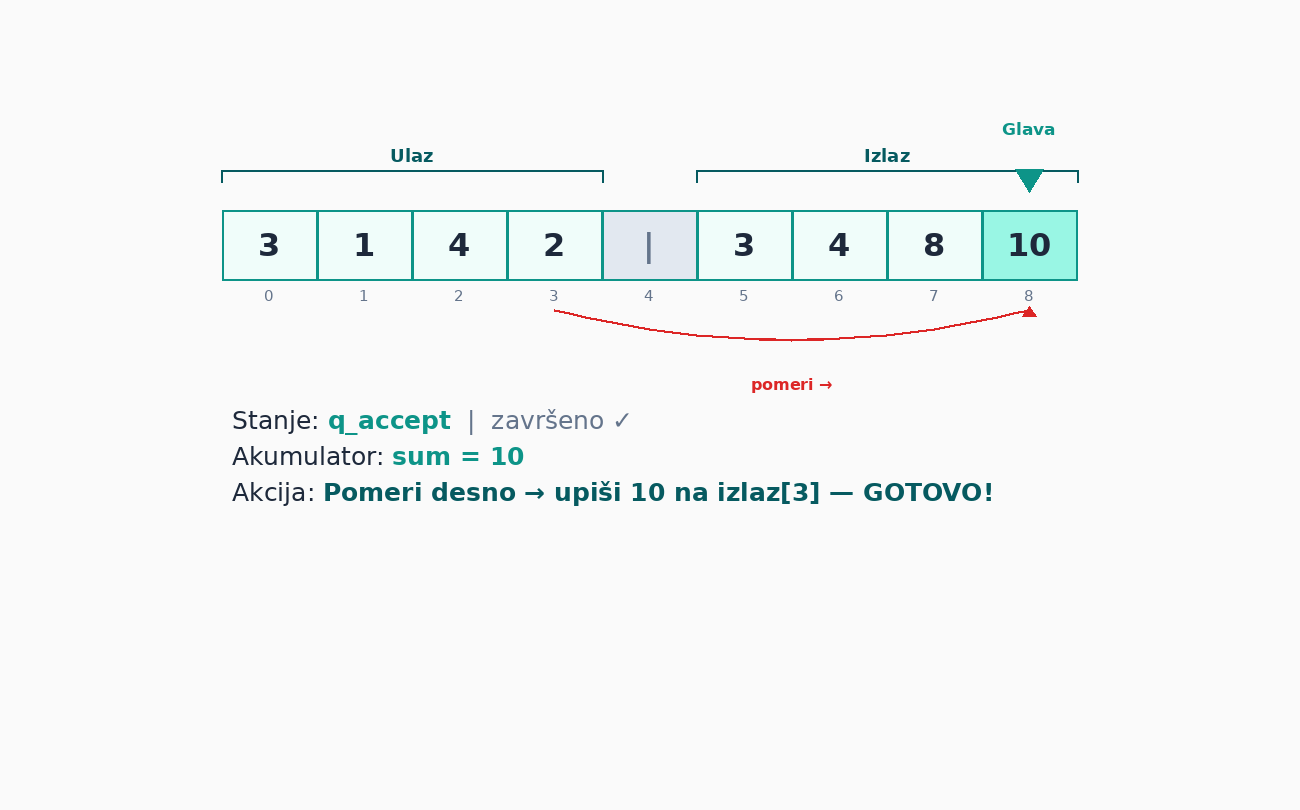 Glava
Ulaz Izlaz
3 1 4 2 | 3 4 8 10
0 1 2 3 4 5 6 7 8
pomeri →
Stanje: q_accept | završeno ✓
Akumulator: sum = 10
Akcija: Pomeri desno → upiši 10 na izlaz[3] — GOTOVO!